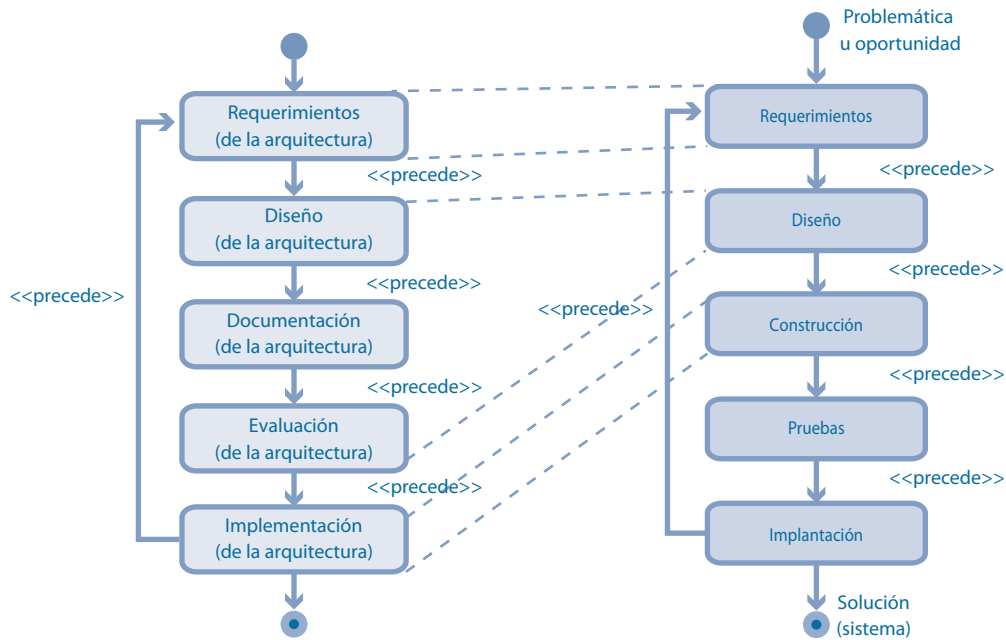 Requerimientos
(de la arquitectura)
<<precede>>
Diseño
(de la arquitectura)
<<precede>>
<<precede>>
Documentación
(de la arquitectura)
<<precede>>
Evaluación
(de la arquitectura)
<<precede>>
Implementación
(de la arquitectura)
Problemática
u oportunidad
Requerimientos
<<precede>>
Diseño
<<precede>>
<<precede>>
Construcción
<<precede>>
Pruebas
<<precede>>
Implantación
Solución
(sistema)